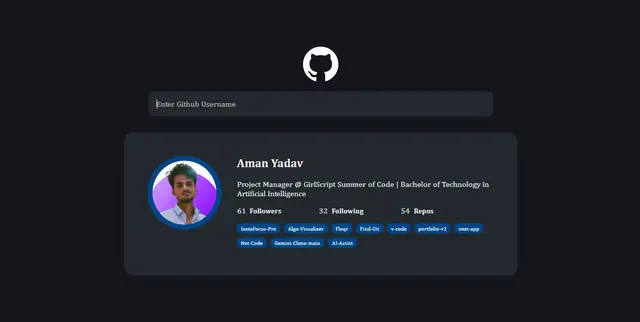 Enter Github Username
Aman Yadav
Project Manager @ GirlScript Summer of Code | Bachelor of Technology in
Artificial Intelligence
61 Followers 32 Following 54 Repos
InstaFocus-Pro Algo-Visualizer Floqr Find-Git v-code portfolio-v2 next-app
Net-Code Gemini-Clone-main AI-Assist